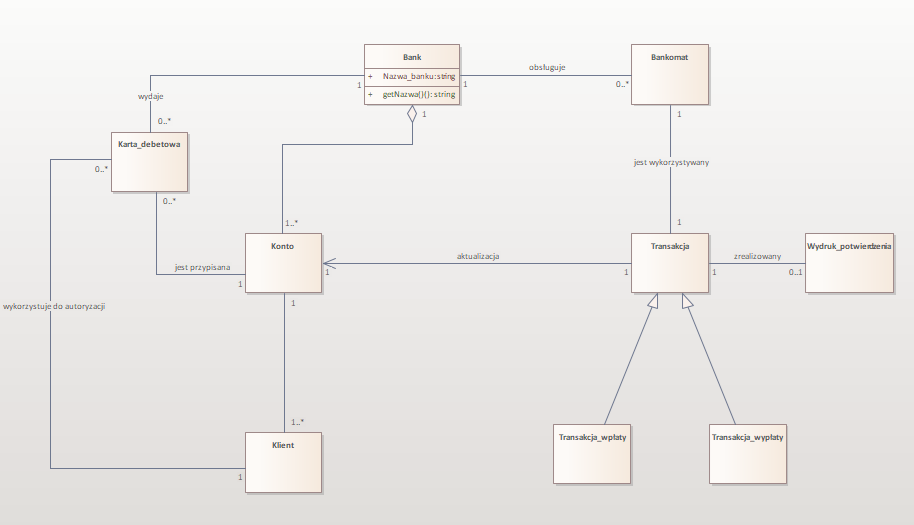 Bank
Bankomat
+ Nazwa_banku: string
obsługuje
1
1
0..*
+ getNazwa()(): string
wydaje
1
1
0..*
Karta_debetowa
jest wykorzystywany
0..*
0..*
1..*
1
Konto
Transakcja
Wydruk_potwierdzenia
aktualizacja
zrealizowany
jest przypisana
1
1
1
1
0..1
wykorzystuje do autoryzacji
1
1..*
Klient
Transakcja_wpłaty
Transakcja_wypłaty
1